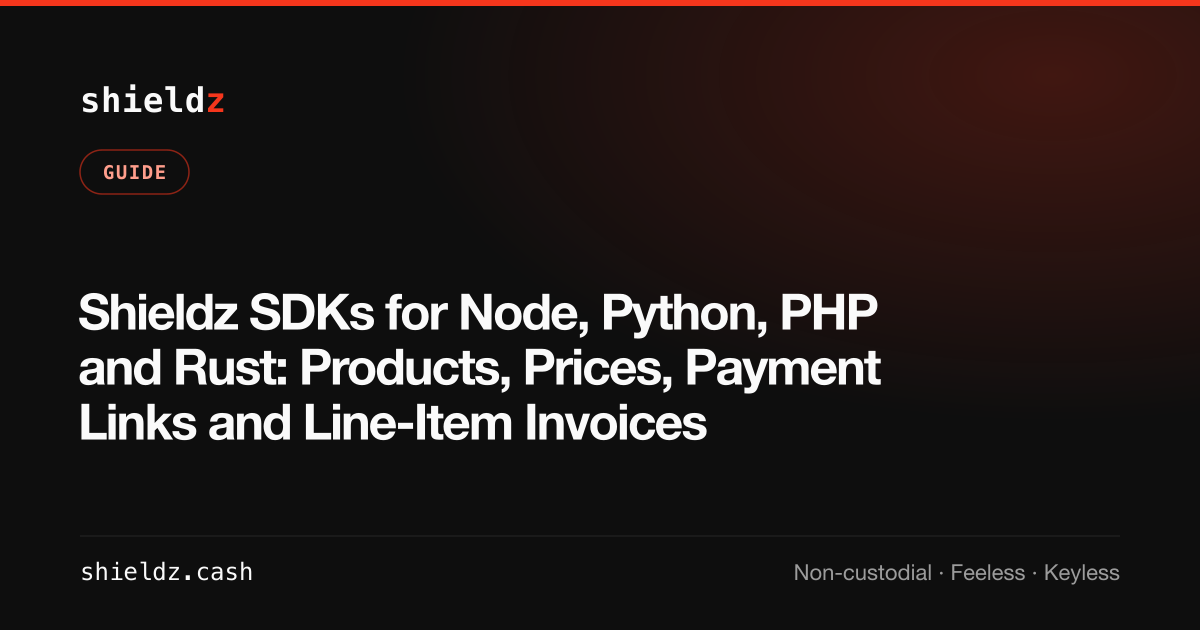 shieldz
GUIDE
Shieldz SDKs for Node, Python, PHP
and Rust: Products, Prices, Payment
Links and Line-Item Invoices
shieldz.cash
Non-custodial · Feeless · Keyless